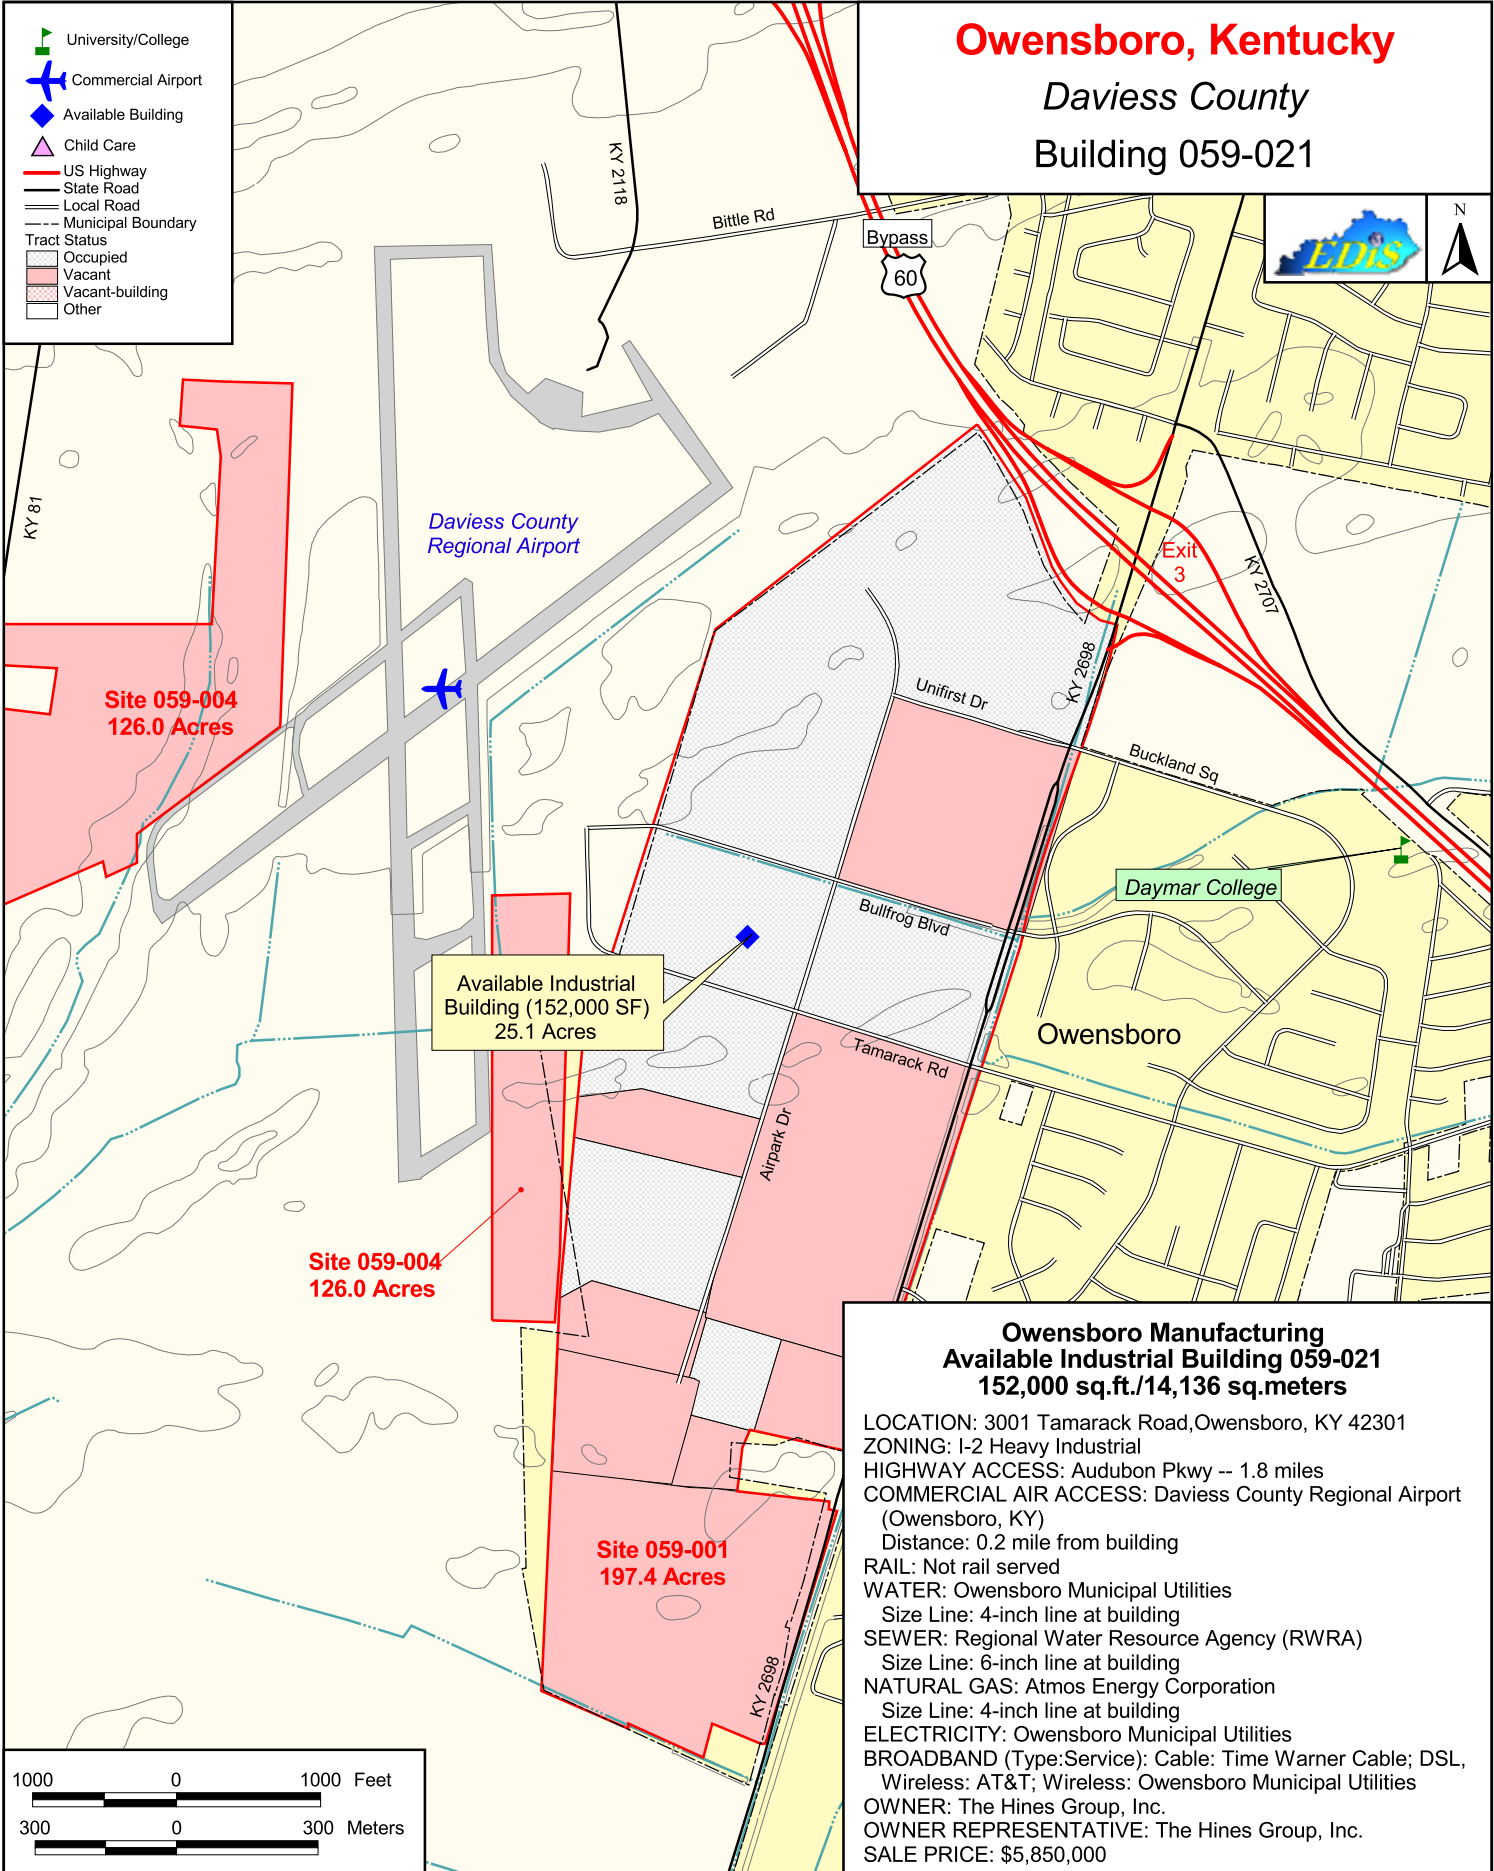 University/College
Commercial Airport
Available Building
Child Care
US Highway
State Road
Local Road
Municipal Boundary
Tract Status
Occupied
Vacant
Vacant-building
Other
Owensboro, Kentucky
Daviess County
Building 059-021
EDIS
N
KY 2118
Bittle Rd
Bypass
60
KY 81
Daviess County
Regional Airport
Exit
3
KY 2707
KY 2698
Unifirst Dr
Buckland Sq
Site 059-004
126.0 Acres
Daymar College
Bullfrog Blvd
Available Industrial
Building (152,000 SF)
25.1 Acres
Owensboro
Tamarack Rd
Airpark Dr
Site 059-004
126.0 Acres
Site 059-001
197.4 Acres
KY 2698
Owensboro Manufacturing
Available Industrial Building 059-021
152,000 sq.ft./14,136 sq.meters
LOCATION: 3001 Tamarack Road,Owensboro, KY 42301
ZONING: I-2 Heavy Industrial
HIGHWAY ACCESS: Audubon Pkwy -- 1.8 miles
COMMERCIAL AIR ACCESS: Daviess County Regional Airport
(Owensboro, KY)
Distance: 0.2 mile from building
RAIL: Not rail served
WATER: Owensboro Municipal Utilities
Size Line: 4-inch line at building
SEWER: Regional Water Resource Agency (RWRA)
Size Line: 6-inch line at building
NATURAL GAS: Atmos Energy Corporation
Size Line: 4-inch line at building
ELECTRICITY: Owensboro Municipal Utilities
BROADBAND (Type:Service): Cable: Time Warner Cable; DSL,
Wireless: AT&T; Wireless: Owensboro Municipal Utilities
OWNER: The Hines Group, Inc.
OWNER REPRESENTATIVE: The Hines Group, Inc.
SALE PRICE: $5,850,000
1000 0 1000 Feet
300 0 300 Meters